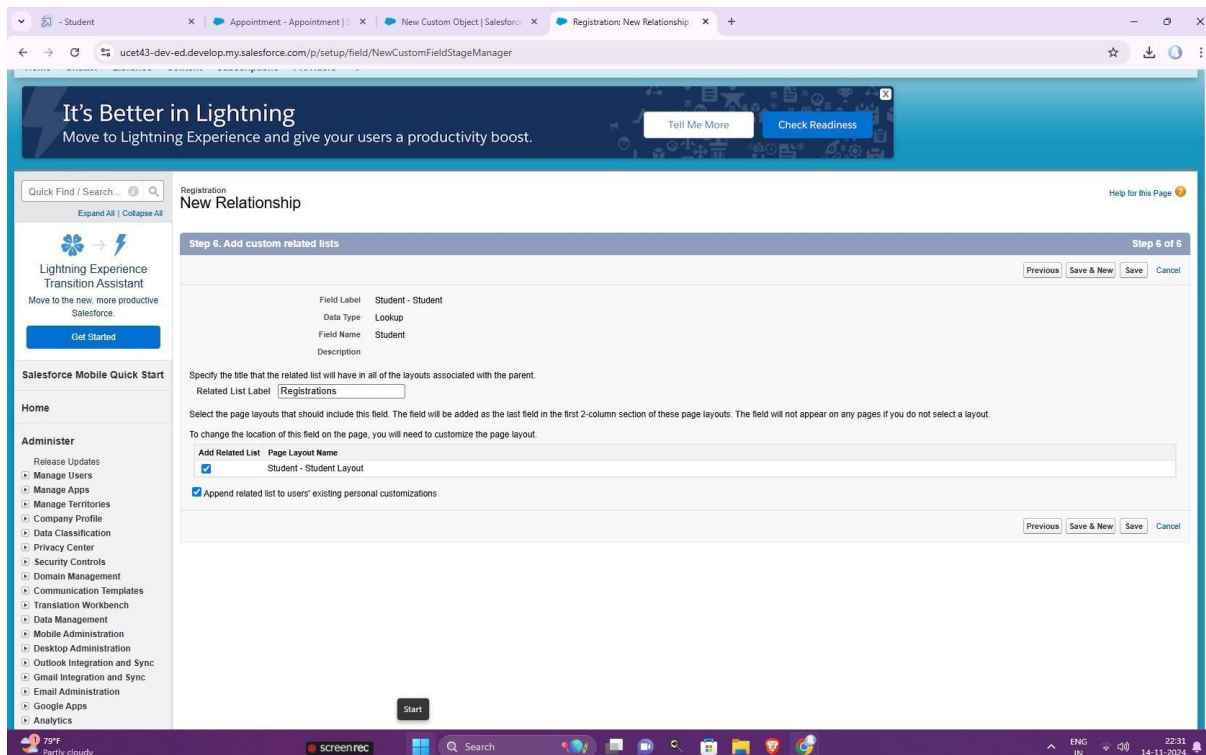 - Student
Appointment - Appointment | S
New Custom Object | Salesforc
Registration: New Relationship
ucet43-dev-ed.develop.my.salesforce.com/p/setup/field/NewCustomFieldStageManager
It's Better in Lightning
Move to Lightning Experience and give your users a productivity boost.
Tell Me More
Check Readiness
X
Quick Find / Search...
Expand All | Collapse All
Lightning Experience
Transition Assistant
Move to the new, more productive
Salesforce.
Get Started
Salesforce Mobile Quick Start
Home
Administer
Release Updates
Manage Users
Manage Apps
Manage Territories
Company Profile
Data Classification
Privacy Center
Security Controls
Domain Management
Communication Templates
Translation Workbench
Data Management
Mobile Administration
Desktop Administration
Outlook Integration and Sync
Gmail Integration and Sync
Email Administration
Google Apps
Analytics
Registration
New Relationship
Help for this Page
Step 6. Add custom related lists
Step 6 of 6
Previous Save & New Save Cancel
Field Label Student - Student
Data Type Lookup
Field Name Student
Description
Specify the title that the related list will have in all of the layouts associated with the parent.
Related List Label Registrations
Select the page layouts that should include this field. The field will be added as the last field in the first 2-column section of these page layouts. The field will not appear on any pages if you do not select a layout.
To change the location of this field on the page, you will need to customize the page layout.
Add Related List Page Layout Name
Student - Student Layout
Append related list to users' existing personal customizations
Previous Save & New Save Cancel
Start
1
79°F
Partly cloudy
screenrec
Search
ENG
IN
22:31
14-11-2024